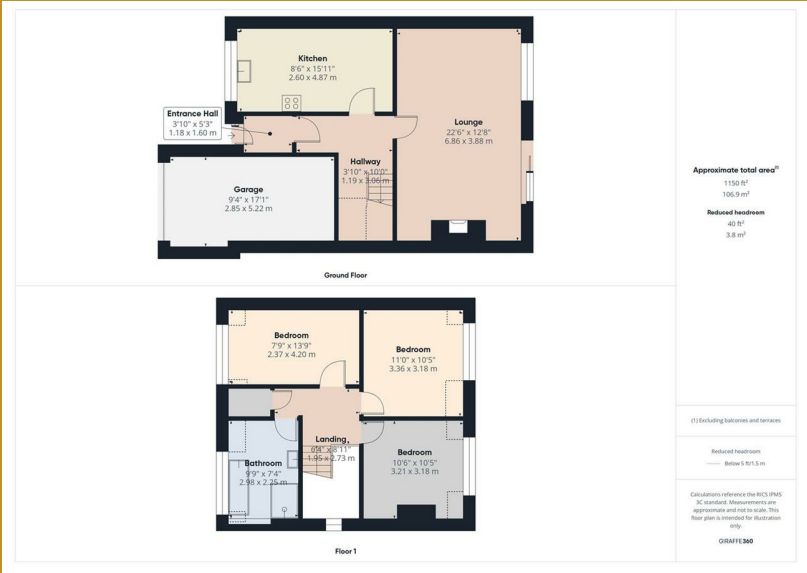 Kitchen
8'6" x 15'11"
2.60 x 4.87 m
Entrance Hall
3'10" x 5'3"
1.18 x 1.60 m
Lounge
22'6" x 12'8"
6.86 x 3.88 m
Hallway
3'10" x 10'0"
1.19 x 3.06 m
Garage
9'4" x 17'1"
2.85 x 5.22 m
Ground Floor
Bedroom
7'9" x 13'9"
2.37 x 4.20 m
Bedroom
11'0" x 10'5"
3.36 x 3.18 m
Landing
6'4" x 8'11"
1.95 x 2.73 m
Bedroom
10'6" x 10'5"
3.21 x 3.18 m
Bathroom
9'9" x 7'4"
2.98 x 2.25 m
Floor 1
Approximate total area⁽¹⁾
1150 ft²
106.9 m²
Reduced headroom
40 ft²
3.8 m²
(1) Excluding balconies and terraces
Reduced headroom
Below 5 ft/1.5 m
Calculations reference the RICS IPMS
3C standard. Measurements are
approximate and not to scale. This
floor plan is intended for illustration
only.
GIRAFFE360